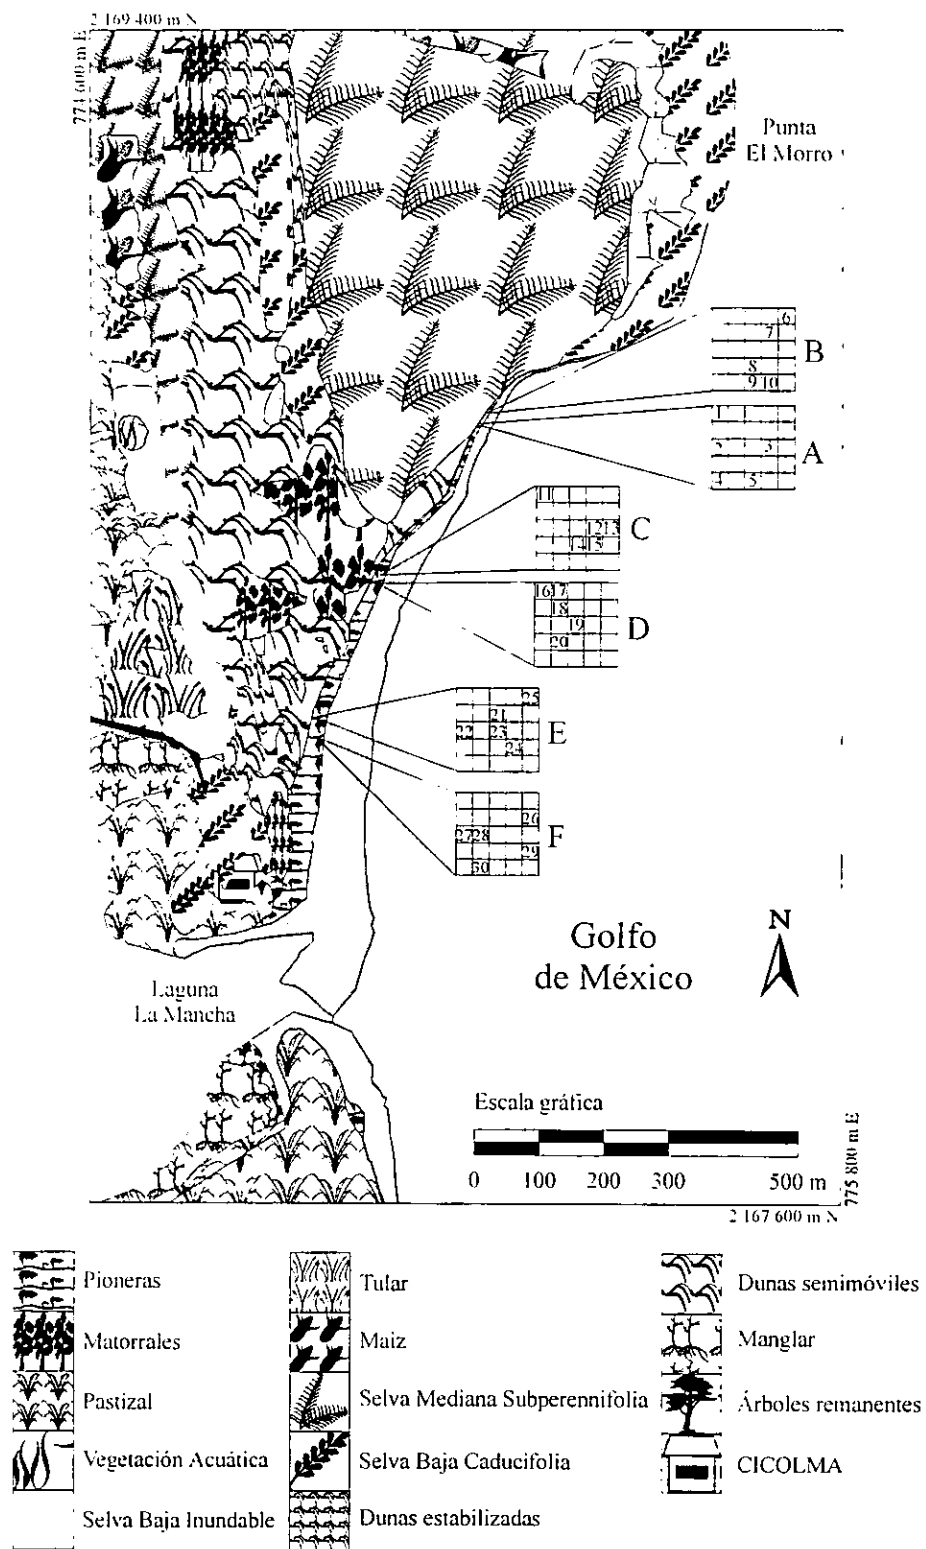 2 169 400 m N
774 600 m E
Punta
El Morro
6
7
8
9 10
B
1
2 3
4 5
A
11
12 13
14 15
C
16 17
18
19
20
D
25
21
22 23
24
E
26
27 28
29
30
F
Golfo
de México
N
Laguna
La Mancha
Escala gráfica
0 100 200 300 500 m
775 800 m E
2 167 600 m N
Pioneras
Matorrales
Pastizal
Vegetación Acuática
Selva Baja Inundable
Tular
Maiz
Selva Mediana Subperennifolia
Selva Baja Caducifolia
Dunas estabilizadas
Dunas semimóviles
Manglar
Árboles remanentes
CICOLMA